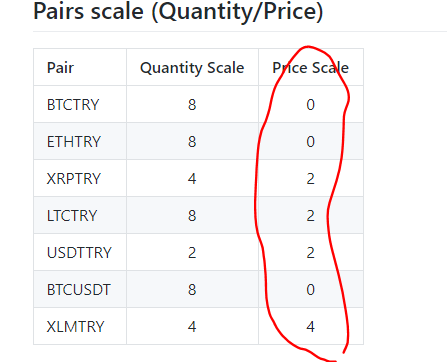 Pairs scale (Quantity/Price)
Pair Quantity Scale Price Scale
BTCTRY 8 0
ETHTRY 8 0
XRPTRY 4 2
LTCTRY 8 2
USDTTRY 2 2
BTCUSDT 8 0
XLMTRY 4 4